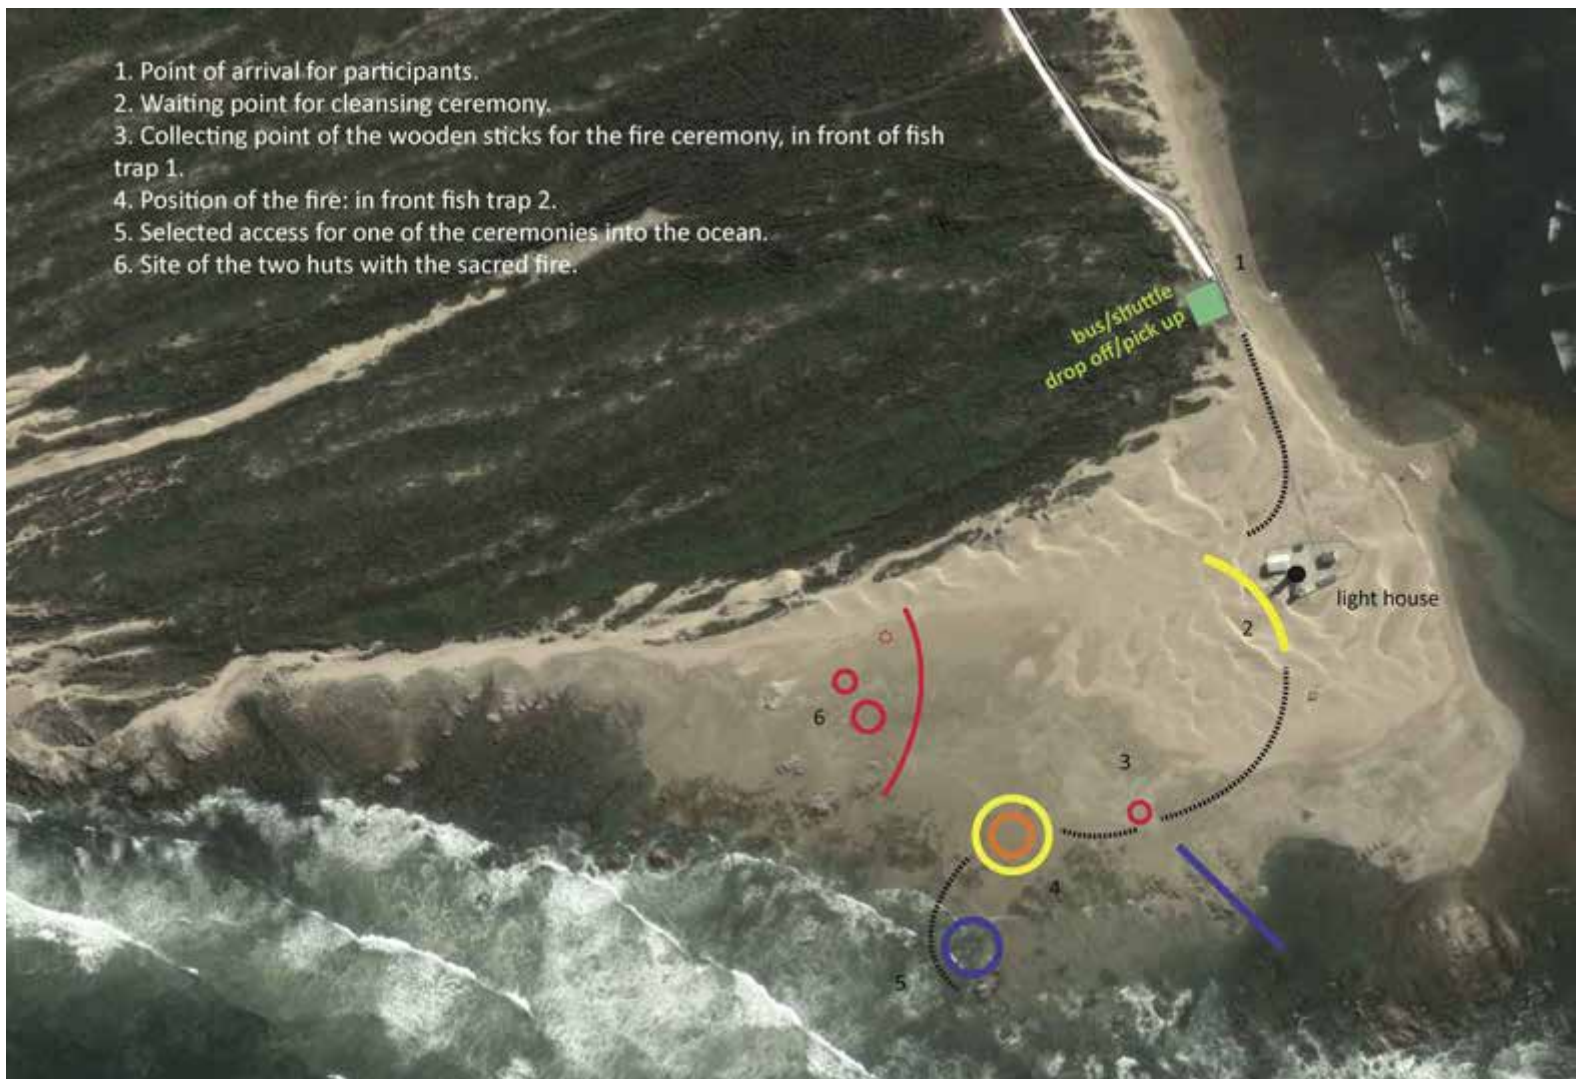 1. Point of arrival for participants.
2. Waiting point for cleansing ceremony.
3. Collecting point of the wooden sticks for the fire ceremony, in front of fish
trap 1.
4. Position of the fire: in front fish trap 2.
5. Selected access for one of the ceremonies into the ocean.
6. Site of the two huts with the sacred fire.
1
bus/shuttle
drop off/pick up
light house
2
6
3
4
5